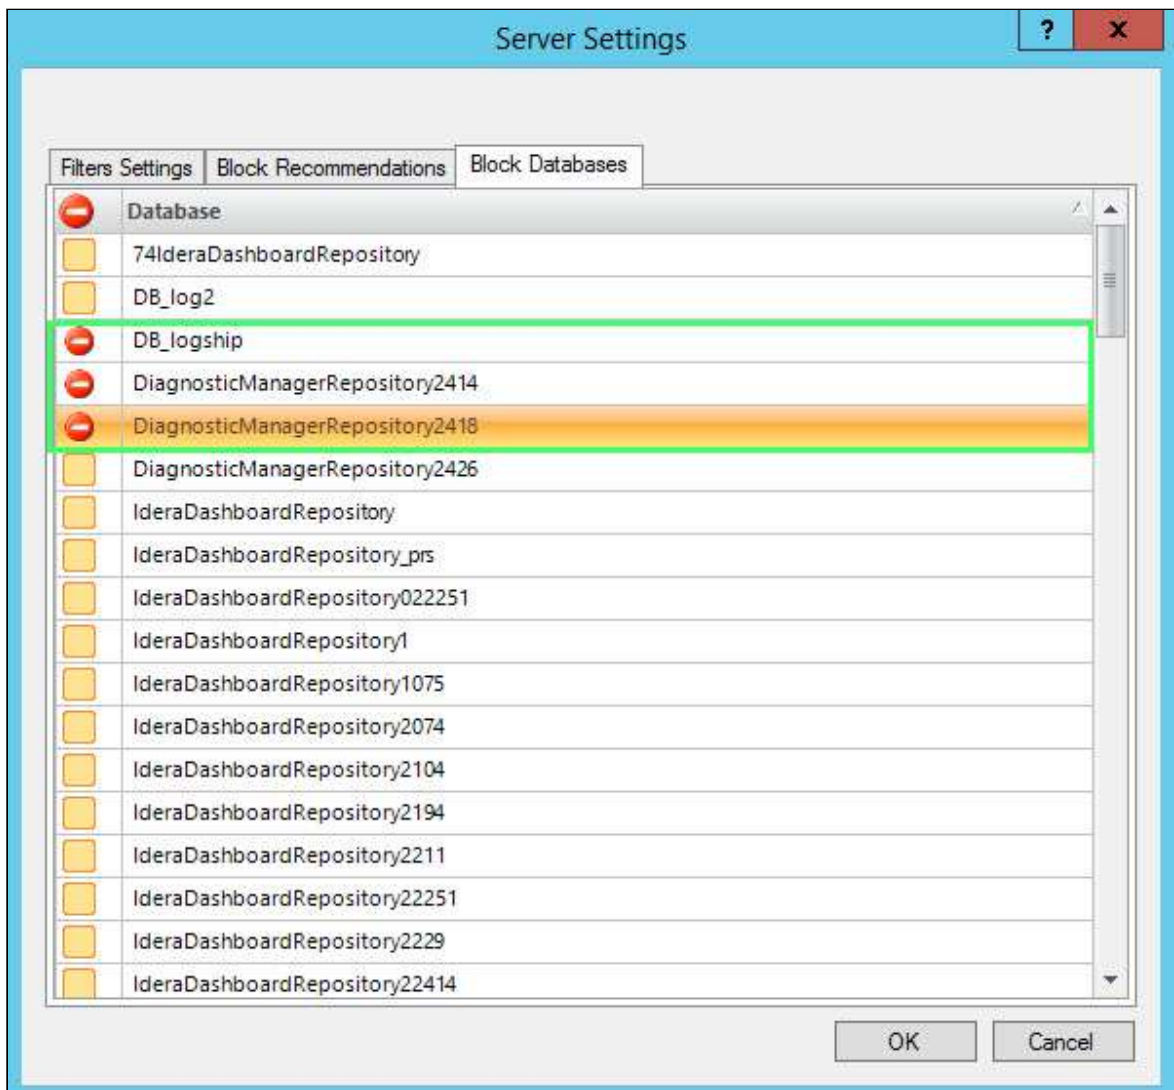 Server Settings
?
x
Filters Settings
Block Recommendations
Block Databases
Database
74IderaDashboardRepository
DB_log2
DB_logship
DiagnosticManagerRepository2414
DiagnosticManagerRepository2418
DiagnosticManagerRepository2426
IderaDashboardRepository
IderaDashboardRepository_prs
IderaDashboardRepository022251
IderaDashboardRepository1
IderaDashboardRepository1075
IderaDashboardRepository2074
IderaDashboardRepository2104
IderaDashboardRepository2194
IderaDashboardRepository2211
IderaDashboardRepository22251
IderaDashboardRepository2229
IderaDashboardRepository22414
OK
Cancel